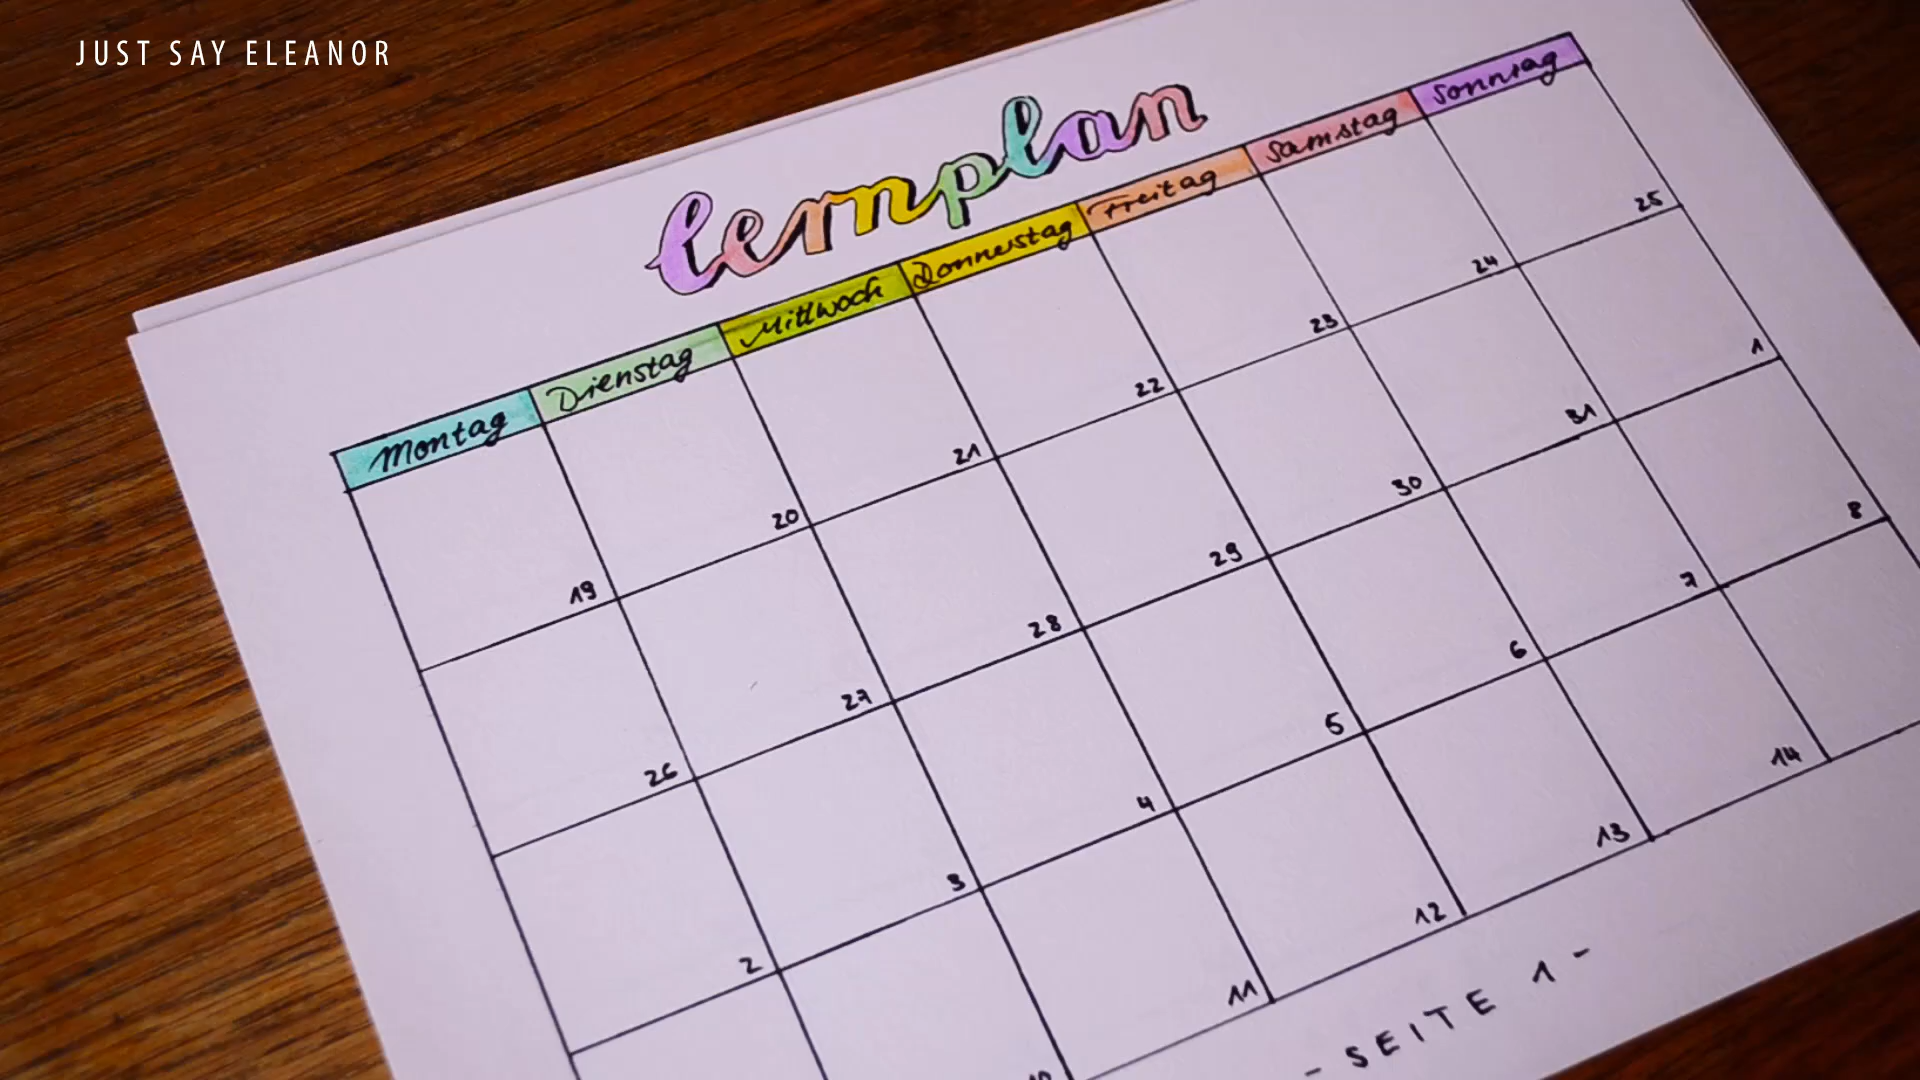 JUST SAY ELEANOR
lernplan
Montag Dienstag Mittwoch Donnerstag Freitag Samstag Sonntag
19 20 21 22 23 24 25
26 27 28 29 30 31 1
2 3 4 5 6 7 8
10 11 12 13 14
- SEITE 1 -